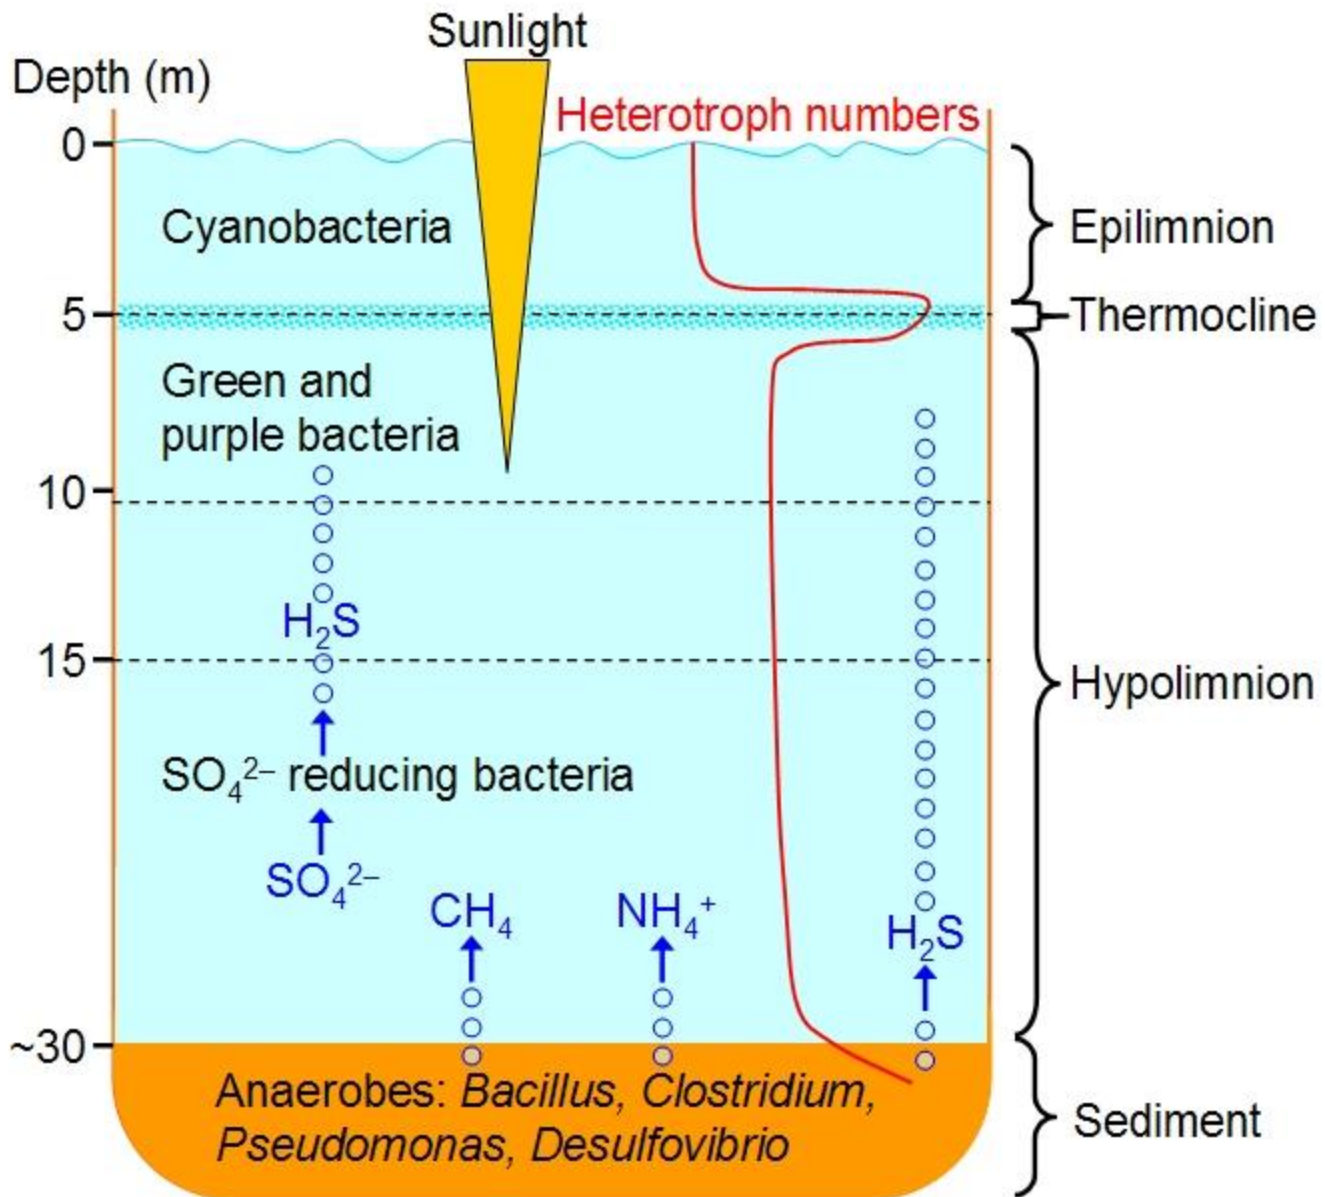 Sunlight
Depth (m)
Heterotroph numbers
0
Cyanobacteria
Epilimnion
5
Thermocline
Green and
purple bacteria
10
H₂S
15
Hypolimnion
SO₄²⁻ reducing bacteria
SO₄²⁻
CH₄
NH₄⁺
H₂S
~30
Anaerobes: Bacillus, Clostridium,
Pseudomonas, Desulfovibrio
Sediment